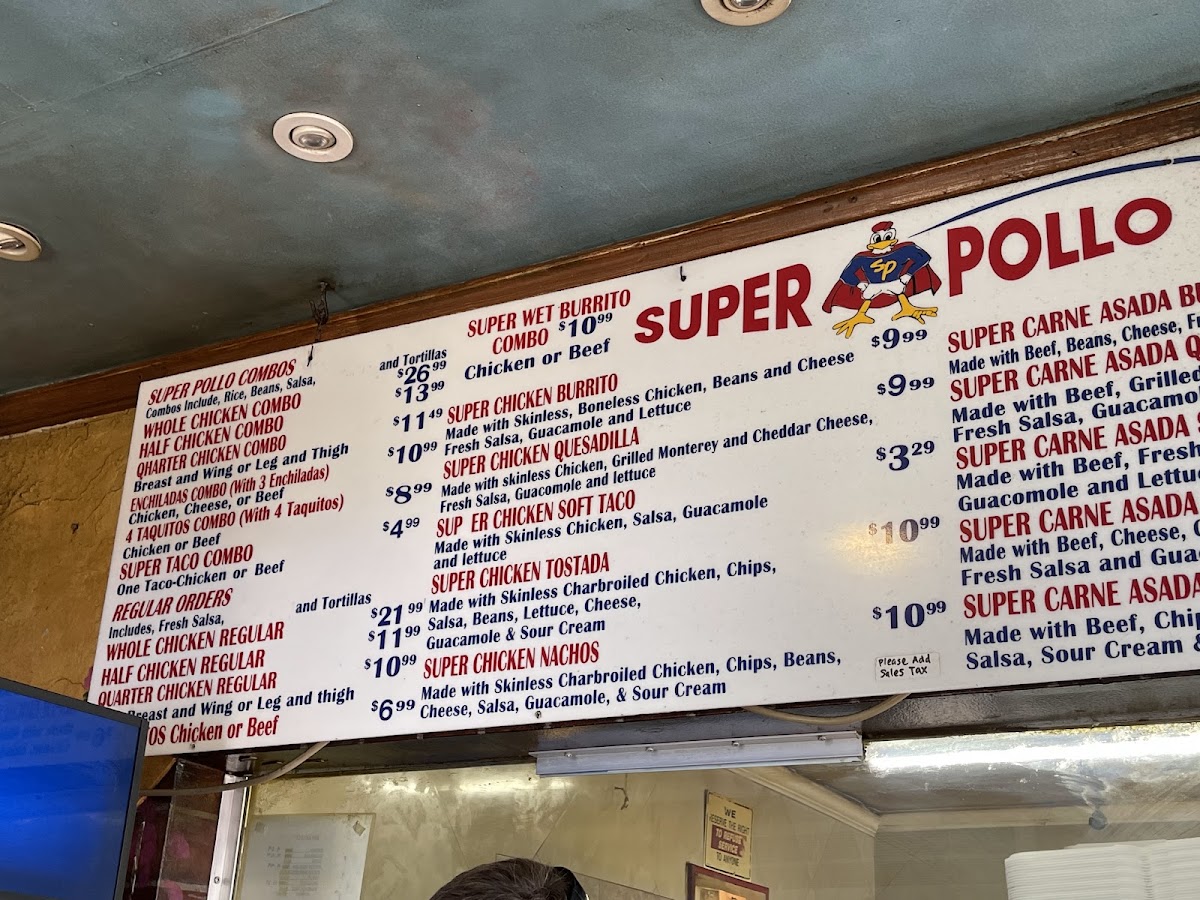 SUPER POLLO
SP
SUPER POLLO COMBOS
Combos Include, Rice, Beans, Salsa, and Tortillas
WHOLE CHICKEN COMBO $26 99
HALF CHICKEN COMBO $13 99
QHARTER CHICKEN COMBO $11 49
Breast and Wing or Leg and Thigh
ENCHILADAS COMBO (With 3 Enchiladas) $10 99
Chicken, Cheese, or Beef
4 TAQUITOS COMBO (With 4 Taquitos) $8 99
Chicken or Beef
SUPER TACO COMBO $4 99
One Taco-Chicken or Beef
REGULAR ORDERS
Includes, Fresh Salsa, and Tortillas
WHOLE CHICKEN REGULAR $21 99
HALF CHICKEN REGULAR $11 99
QUARTER CHICKEN REGULAR $10 99
Breast and Wing or Leg and thigh
OS Chicken or Beef $6 99
SUPER WET BURRITO
COMBO $10 99
Chicken or Beef
SUPER CHICKEN BURRITO $9 99
Made with Skinless, Boneless Chicken, Beans and Cheese
Fresh Salsa, Guacamole and Lettuce
SUPER CHICKEN QUESADILLA $9 99
Made with skinless Chicken, Grilled Monterey and Cheddar Cheese,
Fresh Salsa, Guacomole and lettuce
SUP ER CHICKEN SOFT TACO $3 29
Made with Skinless Chicken, Salsa, Guacamole
and lettuce
SUPER CHICKEN TOSTADA $10 99
Made with Skinless Charbroiled Chicken, Chips,
Salsa, Beans, Lettuce, Cheese,
Guacamole & Sour Cream
SUPER CHICKEN NACHOS $10 99
Made with Skinless Charbroiled Chicken, Chips, Beans,
Cheese, Salsa, Guacamole, & Sour Cream
Please Add
Sales Tax
SUPER CARNE ASADA
Made with Beef, Beans, Cheese,
SUPER CARNE ASADA
Made with Beef, Grilled
Fresh Salsa, Guacamol
SUPER CARNE ASADA
Made with Beef, Fresh
Guacomole and Lettu
SUPER CARNE ASADA
Made with Beef, Cheese,
Fresh Salsa and Gua
SUPER CARNE ASADA
Made with Beef, Chip
Salsa, Sour Cream &
WE
RESERVE THE RIGHT
TO REFUSE
SERVICE
TO ANYONE